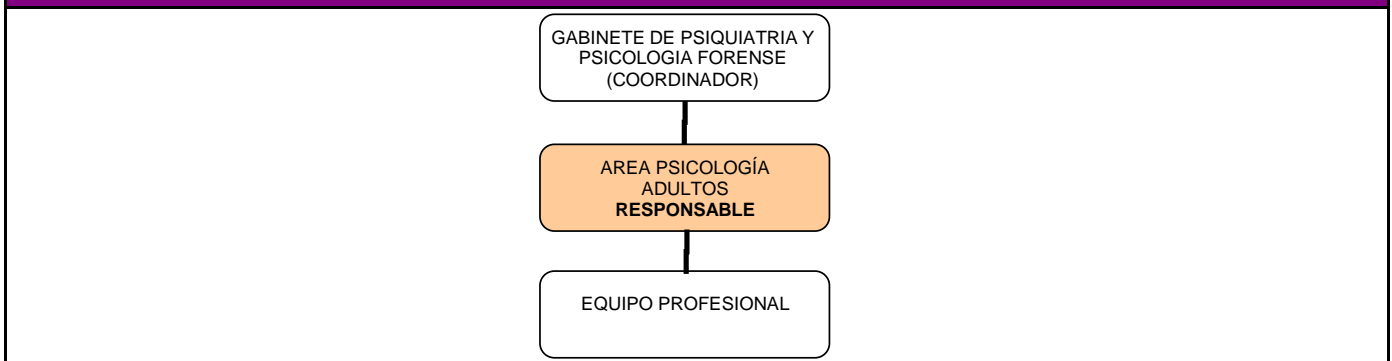 GABINETE DE PSIQUIATRIA Y
PSICOLOGIA FORENSE
(COORDINADOR)
AREA PSICOLOGÍA
ADULTOS
RESPONSABLE
EQUIPO PROFESIONAL